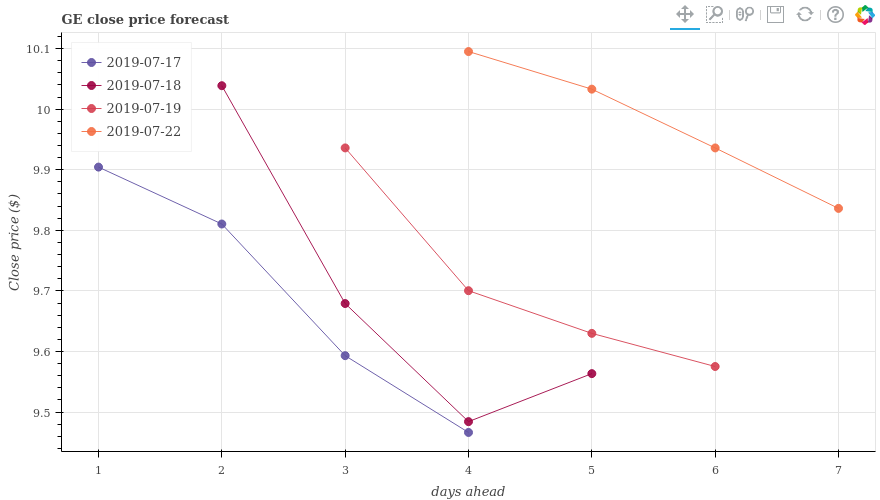 GE close price forecast
2019-07-17
2019-07-18
2019-07-19
2019-07-22
Close price ($)
10.1
10
9.9
9.8
9.7
9.6
9.5
1 2 3 4 5 6 7
days ahead